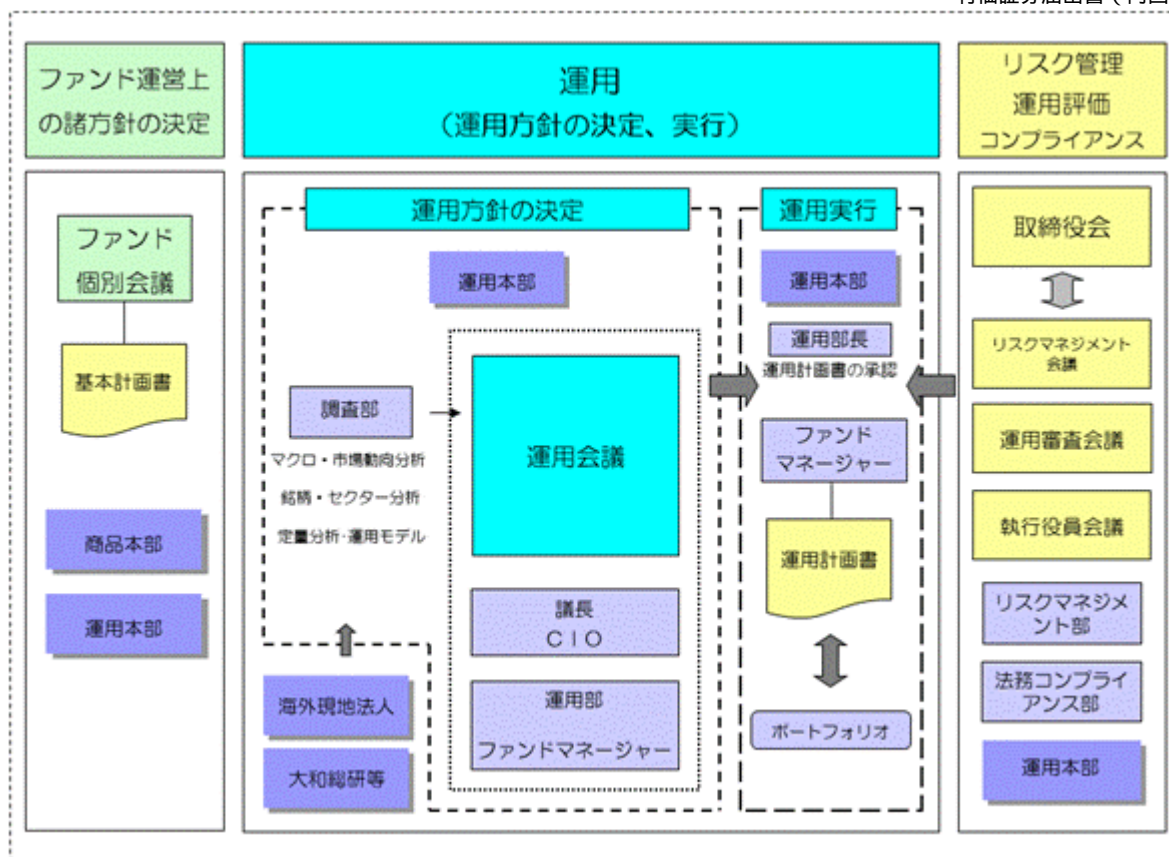 ファンド運営上
の諸方針の決定
運用
（運用方針の決定、実行）
リスク管理
運用評価
コンプライアンス
ファンド
個別会議
基本計画書
商品本部
運用本部
運用方針の決定
運用本部
調査部
マクロ・市場動向分析
銘柄・セクター分析
定量分析・運用モデル
運用会議
議長
CIO
運用部
ファンドマネージャー
海外現地法人
大和総研等
運用実行
運用本部
運用部長
運用計画書の承認
ファンド
マネージャー
運用計画書
ポートフォリオ
取締役会
リスクマネジメント
会議
運用審査会議
執行役員会議
リスクマネジメ
ント部
法務コンプライ
アンス部
運用本部